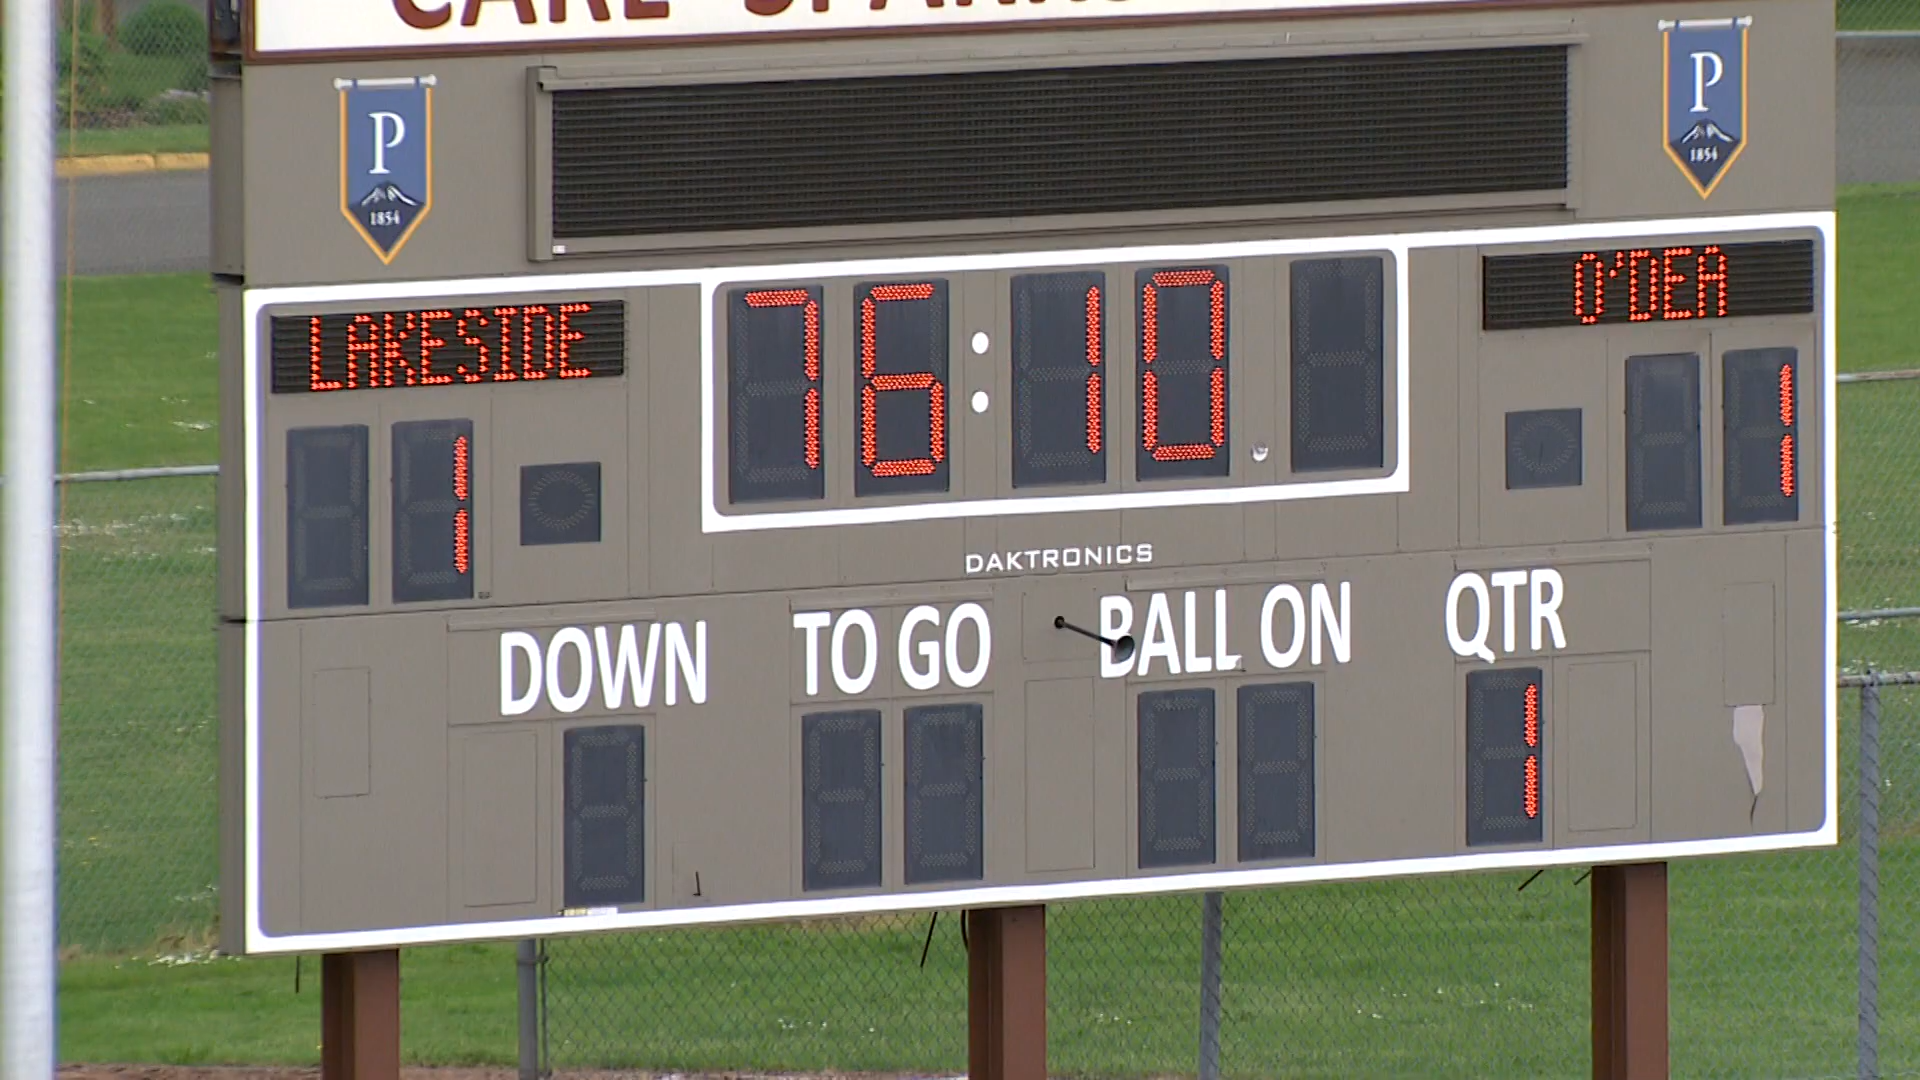 P
1854
P
1854
LAKESIDE
76:10
O'DEA
1
1
DAKTRONICS
DOWN TO GO BALL ON QTR
1